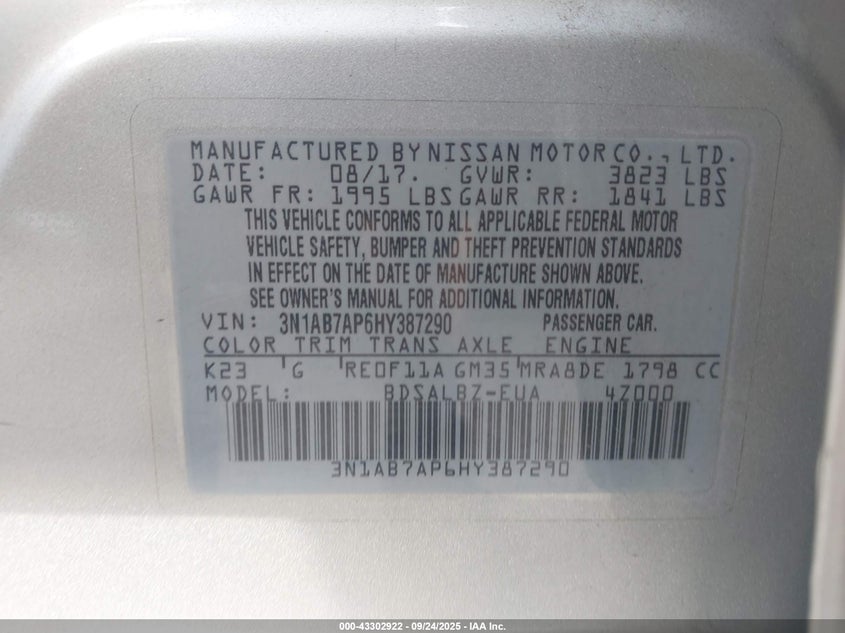 MANUFACTURED BY NISSAN MOTOR CO., LTD.
DATE: 08/17. GVWR: 3823 LBS
GAWR FR: 1995 LBS GAWR RR: 1841 LBS
THIS VEHICLE CONFORMS TO ALL APPLICABLE FEDERAL MOTOR
VEHICLE SAFETY, BUMPER AND THEFT PREVENTION STANDARDS
IN EFFECT ON THE DATE OF MANUFACTURE SHOWN ABOVE.
SEE OWNER'S MANUAL FOR ADDITIONAL INFORMATION.
VIN: 3N1AB7AP6HY387290 PASSENGER CAR.
COLOR TRIM TRANS AXLE ENGINE
K23 G RE0F11A GM35 MRA8DE 1798 CC
MODEL: BDSALBZ-EUA 4Z000
3N1AB7AP6HY387290
000-43302922 - 09/24/2025 - IAA Inc.